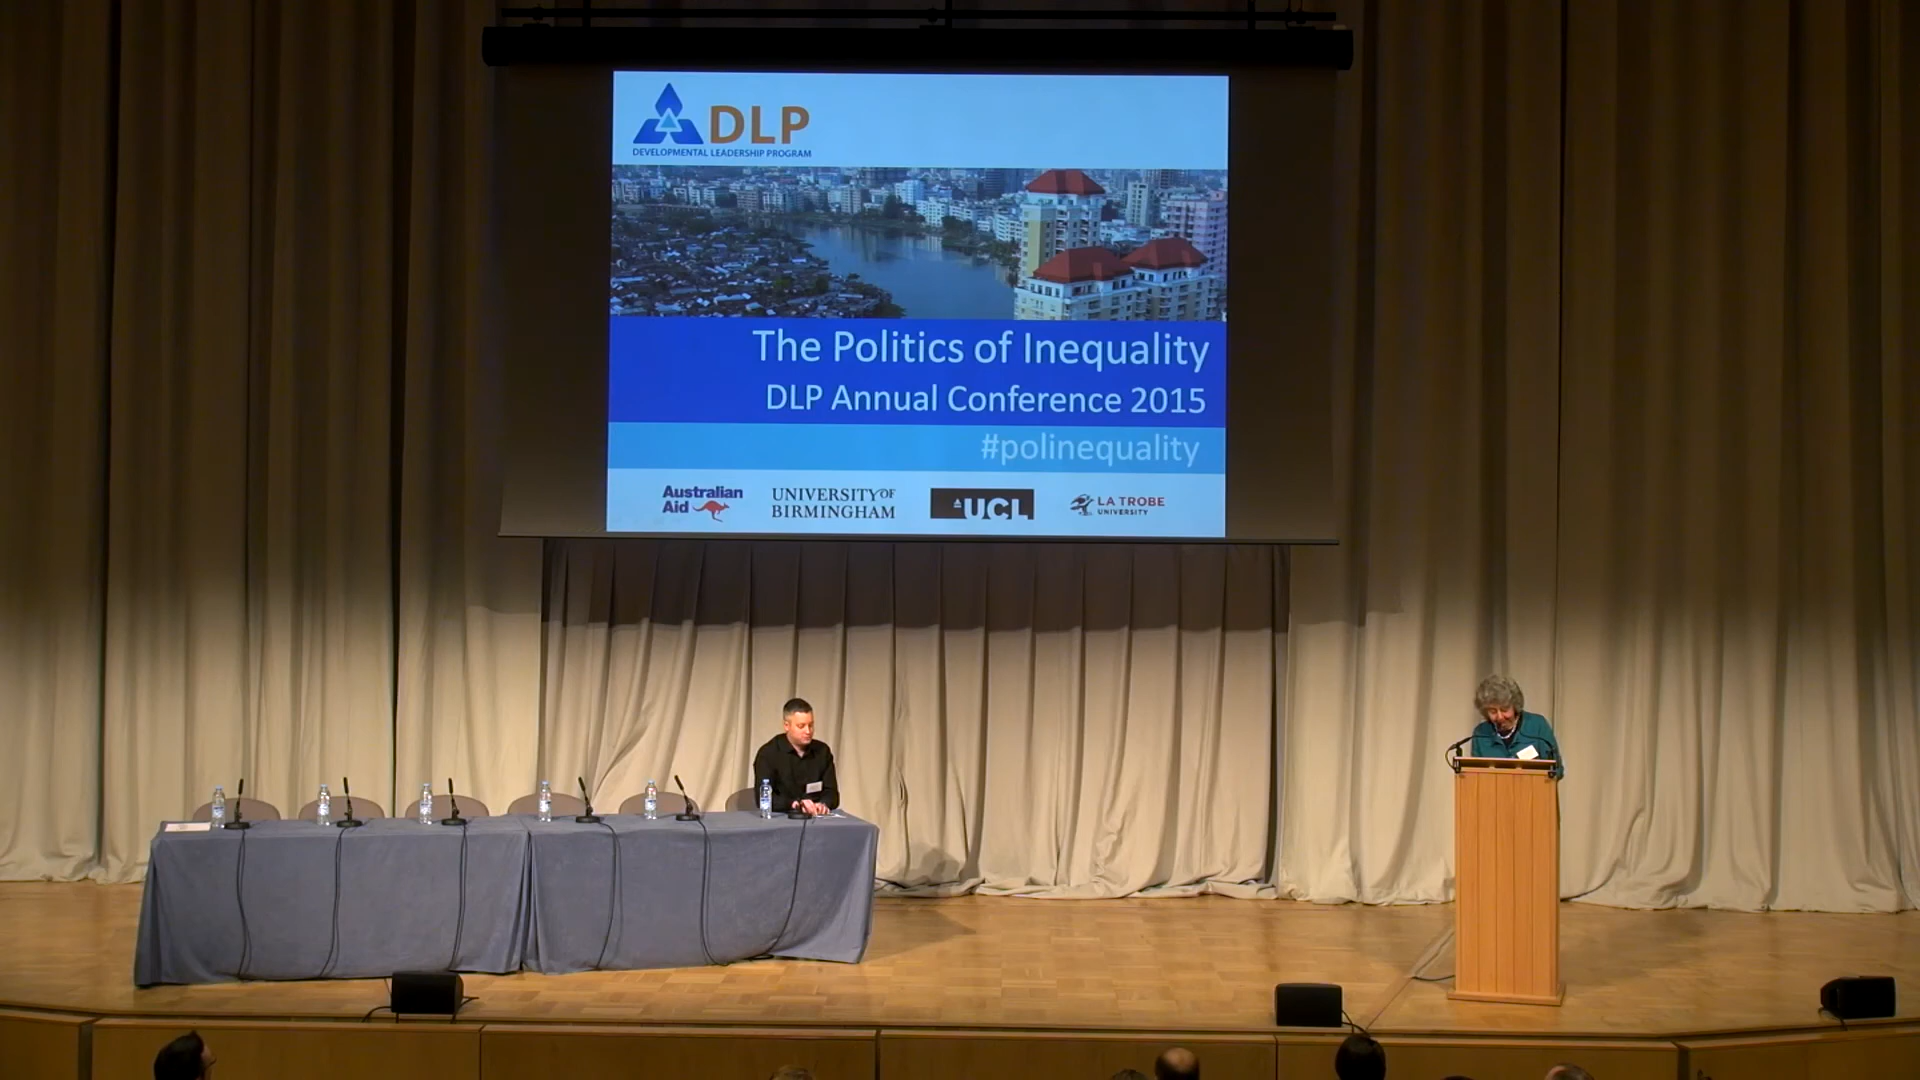 DLP
DEVELOPMENTAL LEADERSHIP PROGRAM
The Politics of Inequality
DLP Annual Conference 2015
#polinequality
Australian
Aid
UNIVERSITY OF
BIRMINGHAM
UCL
LA TROBE
UNIVERSITY